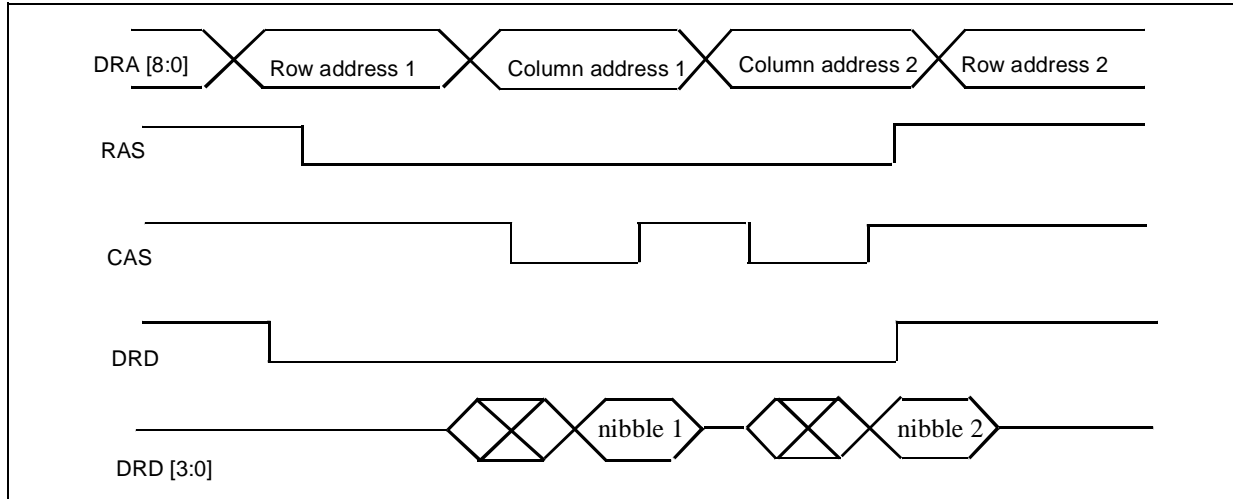 DRA [8:0]
Row address 1
Column address 1
Column address 2
Row address 2
RAS
CAS
DRD
nibble 1
nibble 2
DRD [3:0]